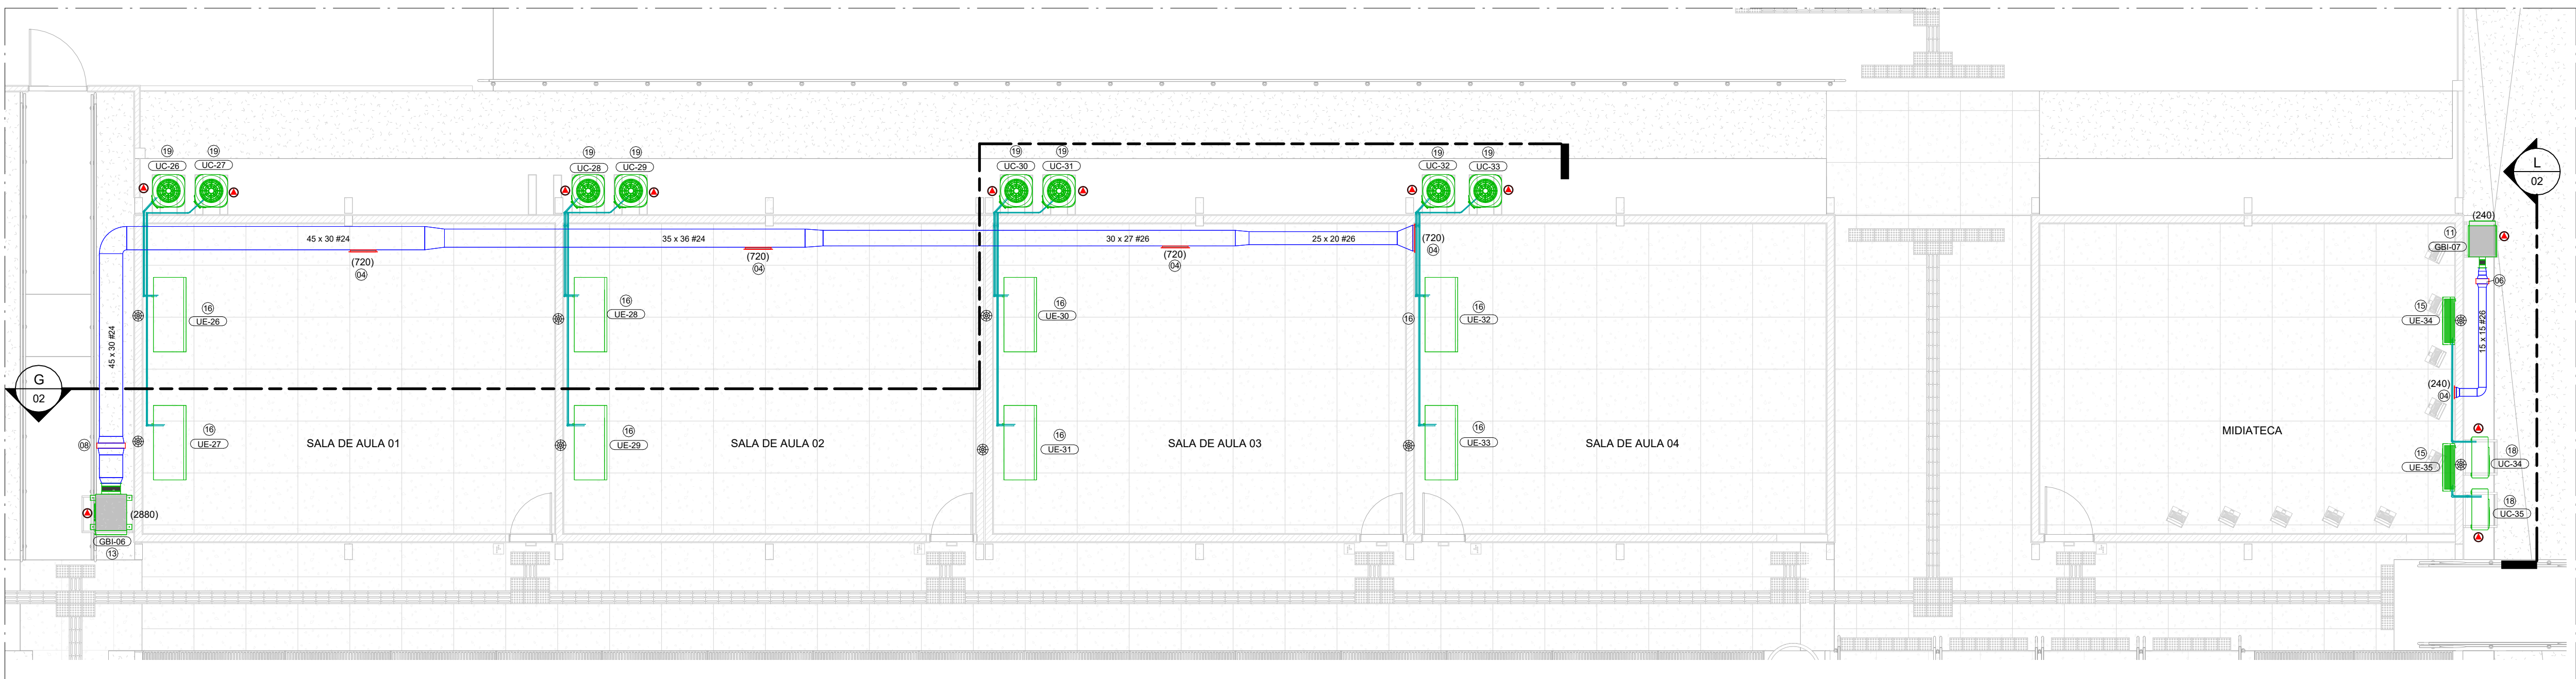 19
19
19
19
19
19
19
19
UC-26
UC-27
UC-28
UC-29
UC-30
UC-31
UC-32
UC-33
L
02
(240)
11
GBI-07
06
45 x 30 #24
35 x 36 #24
30 x 27 #26
25 x 20 #26
(720)
04
(720)
04
(720)
04
(720)
04
16
UE-26
16
UE-28
16
UE-30
16
16
UE-32
15
UE-34
15 x 15 #26
45 x 30 #24
G
02
(240)
04
08
16
UE-27
SALA DE AULA 01
16
UE-29
SALA DE AULA 02
16
UE-31
SALA DE AULA 03
16
UE-33
SALA DE AULA 04
MIDIATECA
15
UE-35
18
UC-34
18
UC-35
(2880)
GBI-06
13